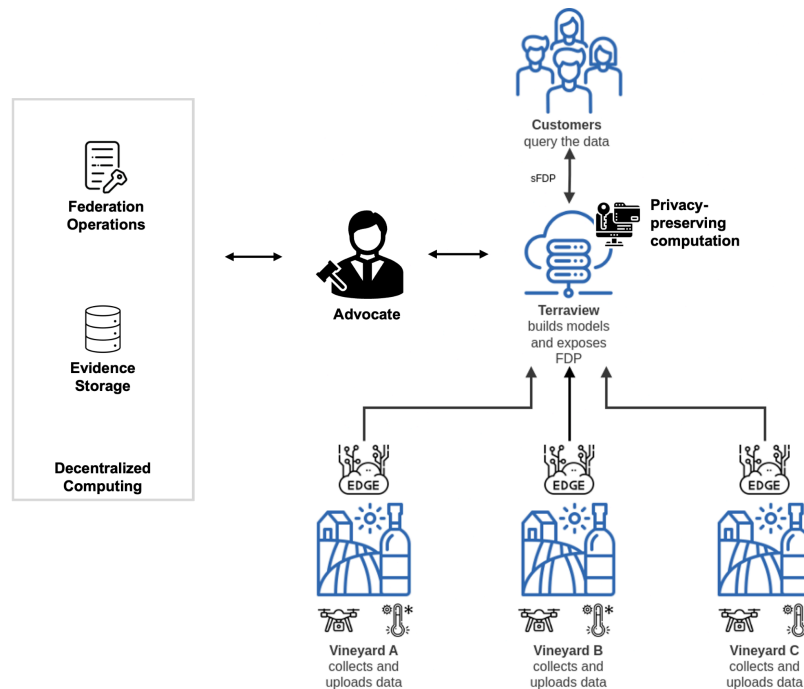 Customers
query the data
sFDP
Privacy-
preserving
computation
Federation
Operations
Advocate
Terraview
builds models
and exposes
FDP
Evidence
Storage
Decentralized
Computing
EDGE
EDGE
EDGE
Vineyard A
collects and
uploads data
Vineyard B
collects and
uploads data
Vineyard C
collects and
uploads data